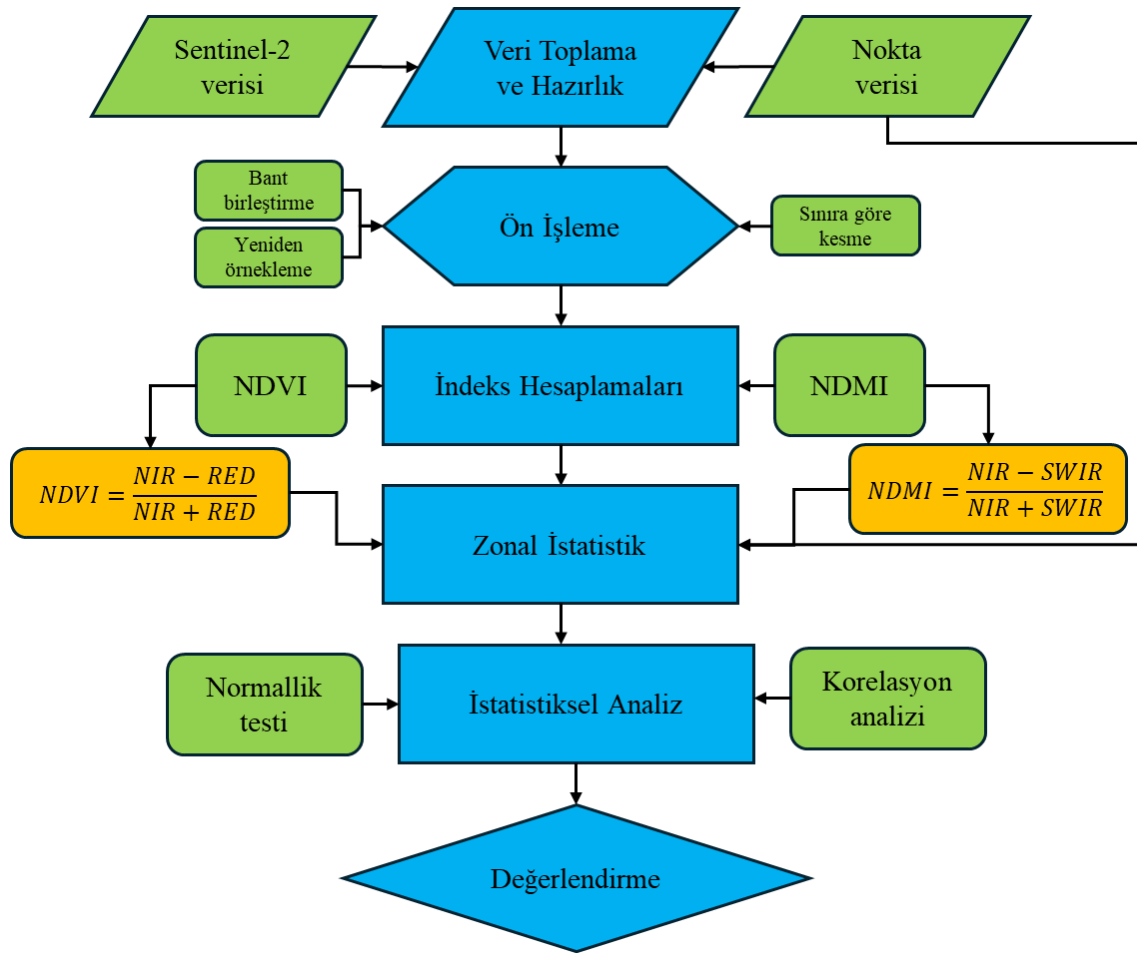 Sentinel-2
verisi
Veri Toplama
ve Hazırlık
Nokta
verisi
Bant
birleştirme
Yeniden
örnekleme
Ön İşleme
Sınıra göre
kesme
NDVI
İndeks Hesaplamaları
NDMI
NDVI = \frac{NIR − RED}{NIR + RED}
NDMI = \frac{NIR − SWIR}{NIR + SWIR}
Zonal İstatistik
Normallik
testi
İstatistiksel Analiz
Korelasyon
analizi
Değerlendirme